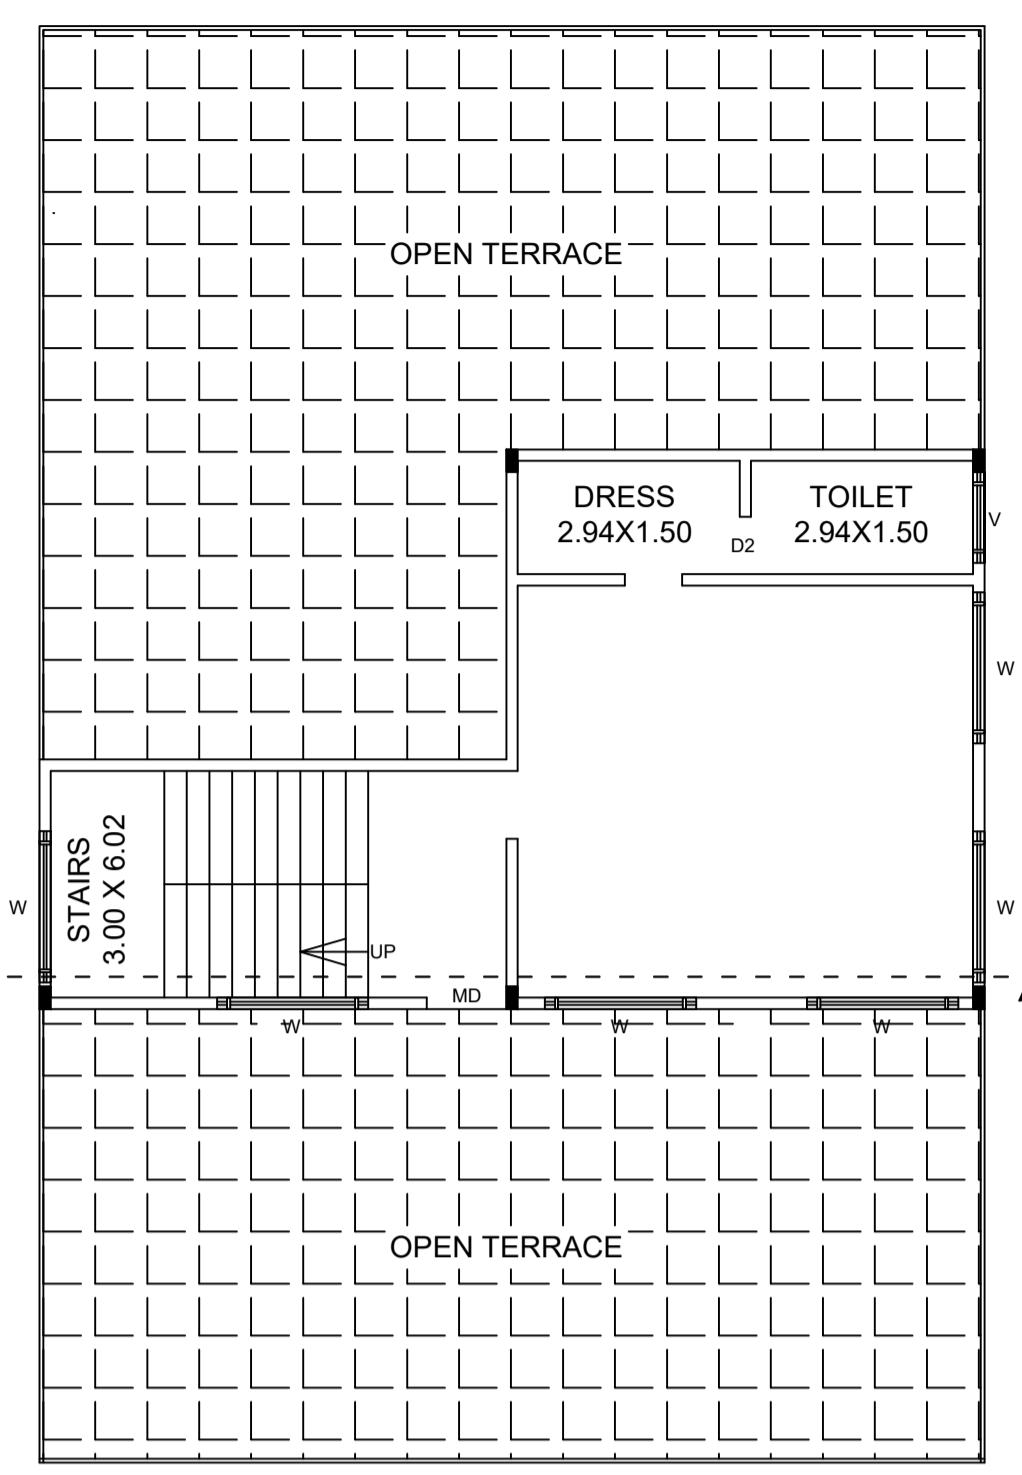 OPEN TERRACE
DRESS
2.94X1.50
TOILET
2.94X1.50
V
D2
W
STAIRS
3.00 X 6.02
W
W
UP
MD
W
W
W
OPEN TERRACE